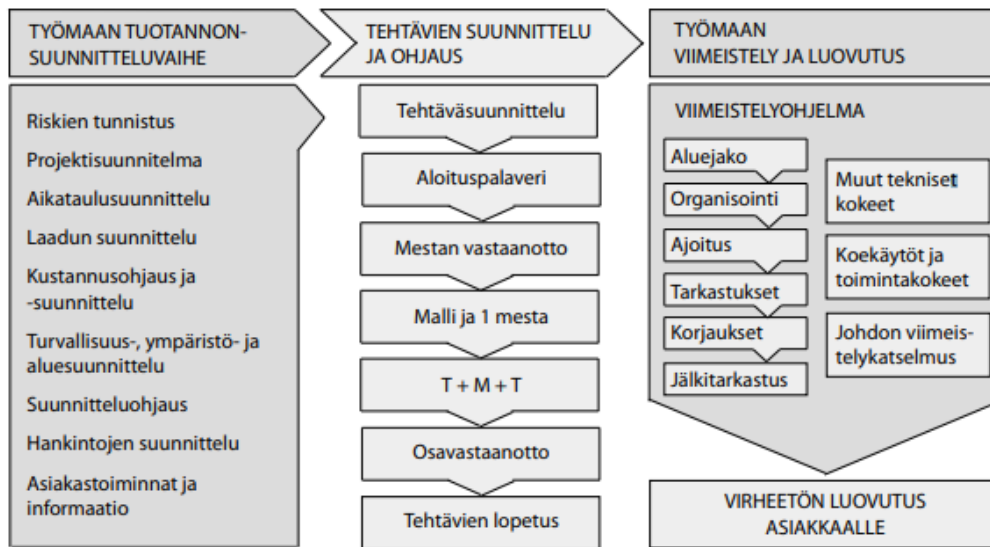 TYÖMAAN TUOTANNON-
SUUNNITTELUVAIHE
Riskien tunnistus
Projektisuunnitelma
Aikataulusuunnittelu
Laadun suunnittelu
Kustannusohjaus ja
-suunnittelu
Turvallisuus-, ympäristö- ja
aluesuunnittelu
Suunnitteluohjaus
Hankintojen suunnittelu
Asiakastoiminnat ja
informaatio
TEHTÄVIEN SUUNNITTELU
JA OHJAUS
Tehtäväsuunnittelu
Aloituspalaveri
Mestan vastaanotto
Malli ja 1 mesta
T + M + T
Osavastaanotto
Tehtävien lopetus
TYÖMAAN
VIIMEISTELY JA LUOVUTUS
VIIMEISTELYOHJELMA
Aluejako
Organisointi
Ajoitus
Tarkastukset
Korjaukset
Jälkitarkastus
Muut tekniset
kokeet
Koekäytöt ja
toimintakokeet
Johdon viimeis-
telykatselmus
VIRHEETÖN LUOVUTUS
ASIAKKAALLE